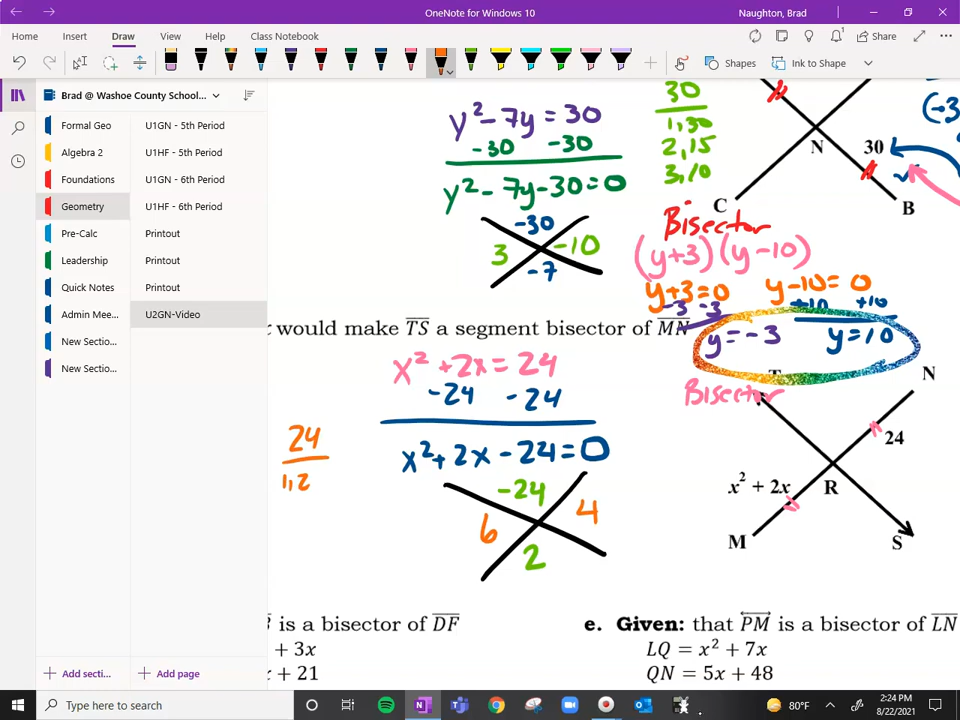 OneNote for Windows 10
Naughton, Brad
Home Insert Draw View Help Class Notebook
Share
Shapes
Ink to Shape
Brad @ Washoe County School...
Formal Geo
Algebra 2
Foundations
Geometry
Pre-Calc
Leadership
Quick Notes
Admin Mee...
New Sectio...
New Sectio...
U1GN - 5th Period
U1HF - 5th Period
U1GN - 6th Period
U1HF - 6th Period
Printout
Printout
Printout
U2GN-Video
Add secti...
Add page
y² - 7y = 30
-30 -30
y² - 7y - 30 = 0
-30
3 -10
-7
30
1,30
2,15
3,10
N
30
C
B
(-3
Bisector
(y+3)(y-10)
y+3=0 y-10=0
-3 -3 +10 +10
y=-3 y=10
would make TS a segment bisector of MN
x² + 2x = 24
-24 -24
x² + 2x - 24 = 0
24
1,2
-24
6 4
2
Bisector
T
N
24
x² + 2x
R
M
S
is a bisector of DF
+ 3x
x + 21
e. Given: that PM is a bisector of LN
LQ = x² + 7x
QN = 5x + 48
Type here to search
80°F
2:24 PM
8/22/2021